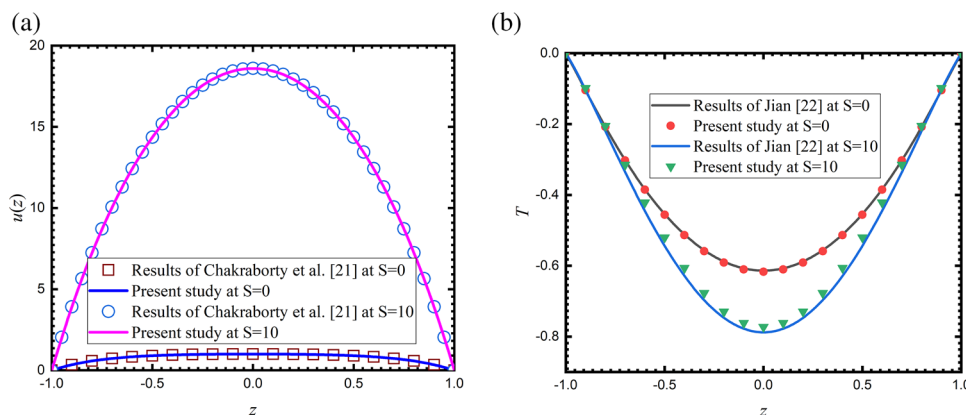 (a)
20
15
10
5
0
u(z)
Results of Chakraborty et al. [21] at S=0
Present study at S=0
Results of Chakraborty et al. [21] at S=10
Present study at S=10
-1.0 -0.5 0.0 0.5 1.0
z
(b)
0.0
-0.2
-0.4
-0.6
-0.8
T
Results of Jian [22] at S=0
Present study at S=0
Results of Jian [22] at S=10
Present study at S=10
-1.0 -0.5 0.0 0.5 1.0
z